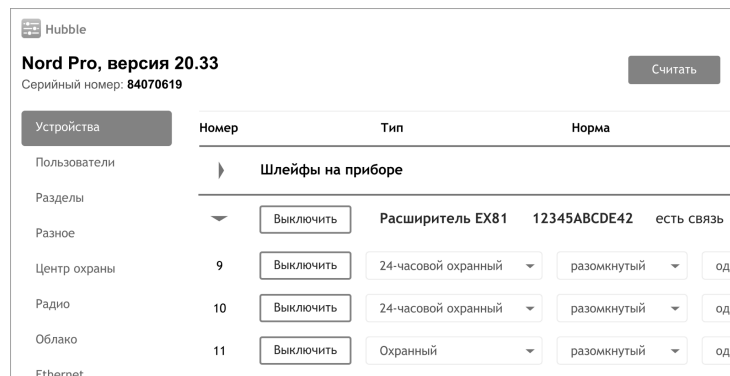 Hubble
Nord Pro, версия 20.33
Считать
Серийный номер: 84070619
Устройства
Номер Тип Норма
Пользователи
Шлейфы на приборе
Разделы
Выключить Расширитель EX81 12345ABCDE42 есть связь
Разное
9 Выключить 24-часовой охранный разомкнутый
Центр охраны
Радио
10 Выключить 24-часовой охранный разомкнутый
Облако
11 Выключить Охранный разомкнутый
Ethernet